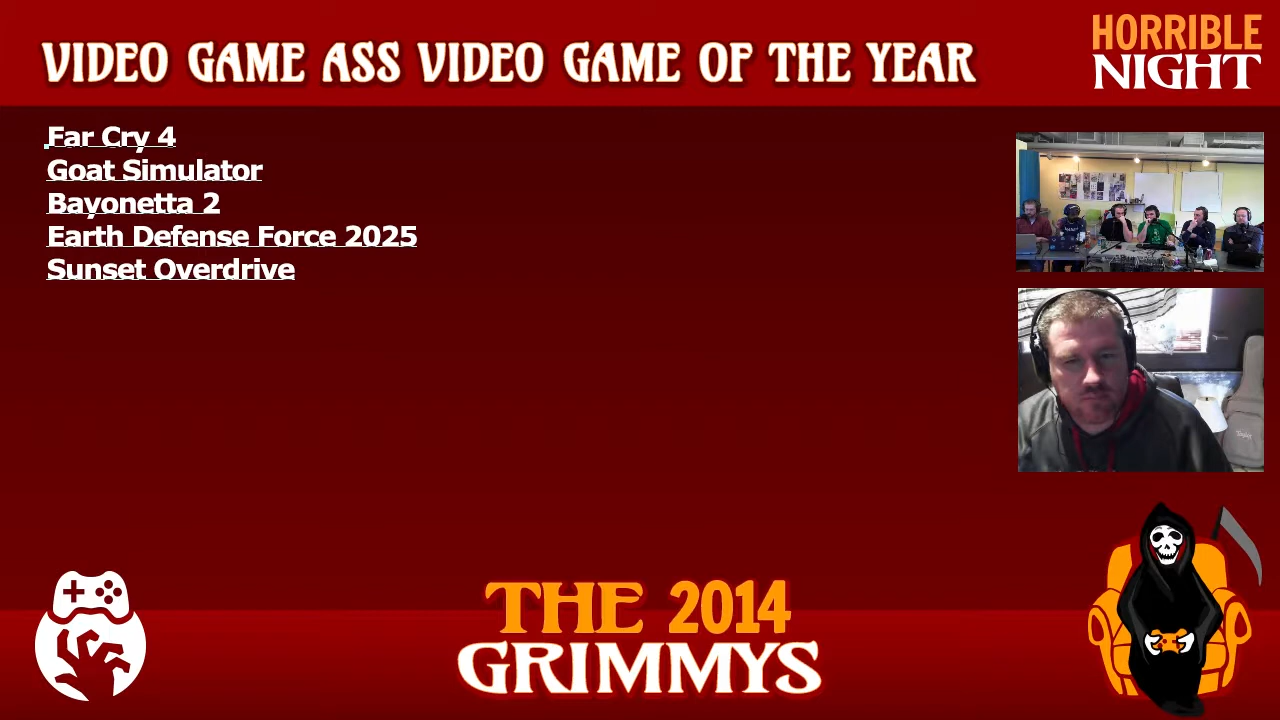 VIDEO GAME ASS VIDEO GAME OF THE YEAR
HORRIBLE
NIGHT
Far Cry 4
Goat Simulator
Bayonetta 2
Earth Defense Force 2025
Sunset Overdrive
THE 2014
GRIMMYS